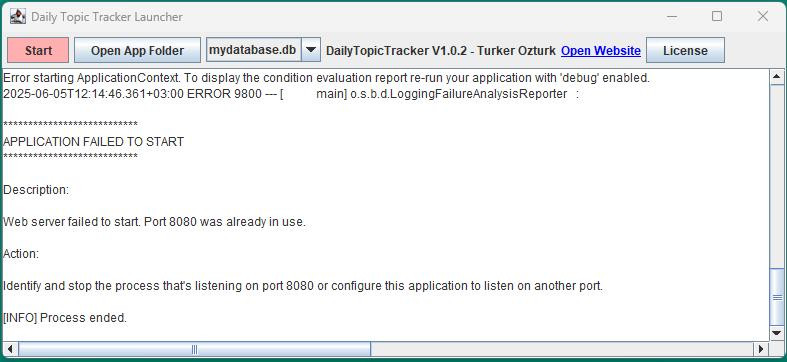 Daily Topic Tracker Launcher
Start Open App Folder mydatabase.db DailyTopicTracker V1.0.2 - Turker Ozturk Open Website License
Error starting ApplicationContext. To display the condition evaluation report re-run your application with 'debug' enabled.
2025-06-05T12:14:46.361+03:00 ERROR 9800 --- [           main] o.s.b.d.LoggingFailureAnalysisReporter   :
***************************
APPLICATION FAILED TO START
***************************
Description:
Web server failed to start. Port 8080 was already in use.
Action:
Identify and stop the process that's listening on port 8080 or configure this application to listen on another port.
[INFO] Process ended.